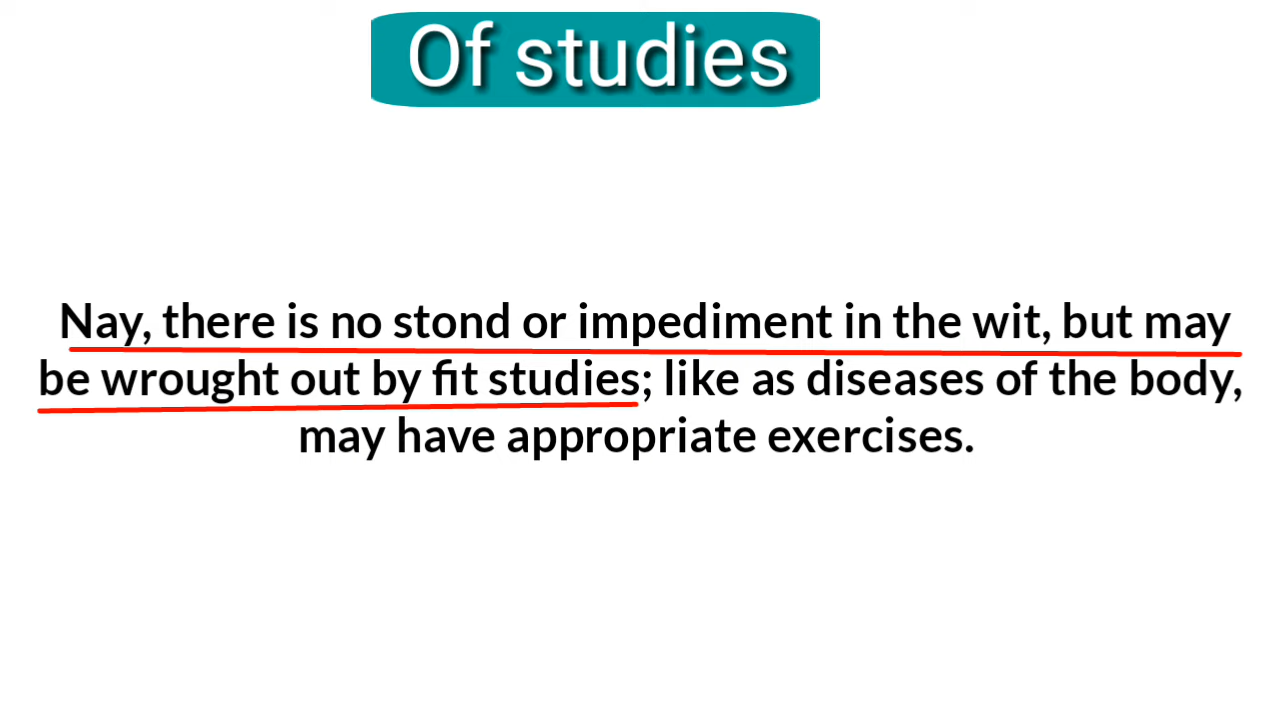 Of studies
Nay, there is no stond or impediment in the wit, but may
be wrought out by fit studies; like as diseases of the body,
may have appropriate exercises.